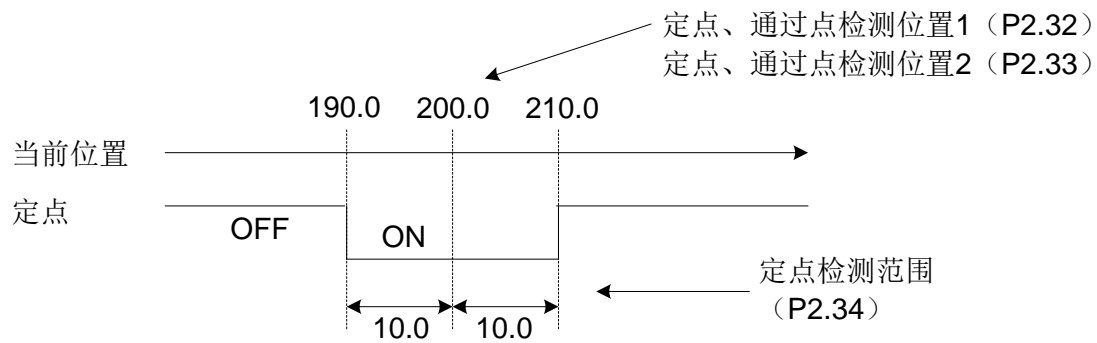 定点、通过点检测位置1（P2.32）
定点、通过点检测位置2（P2.33）
190.0 200.0 210.0
当前位置
定点
OFF ON
定点检测范围
（P2.34）
10.0 10.0